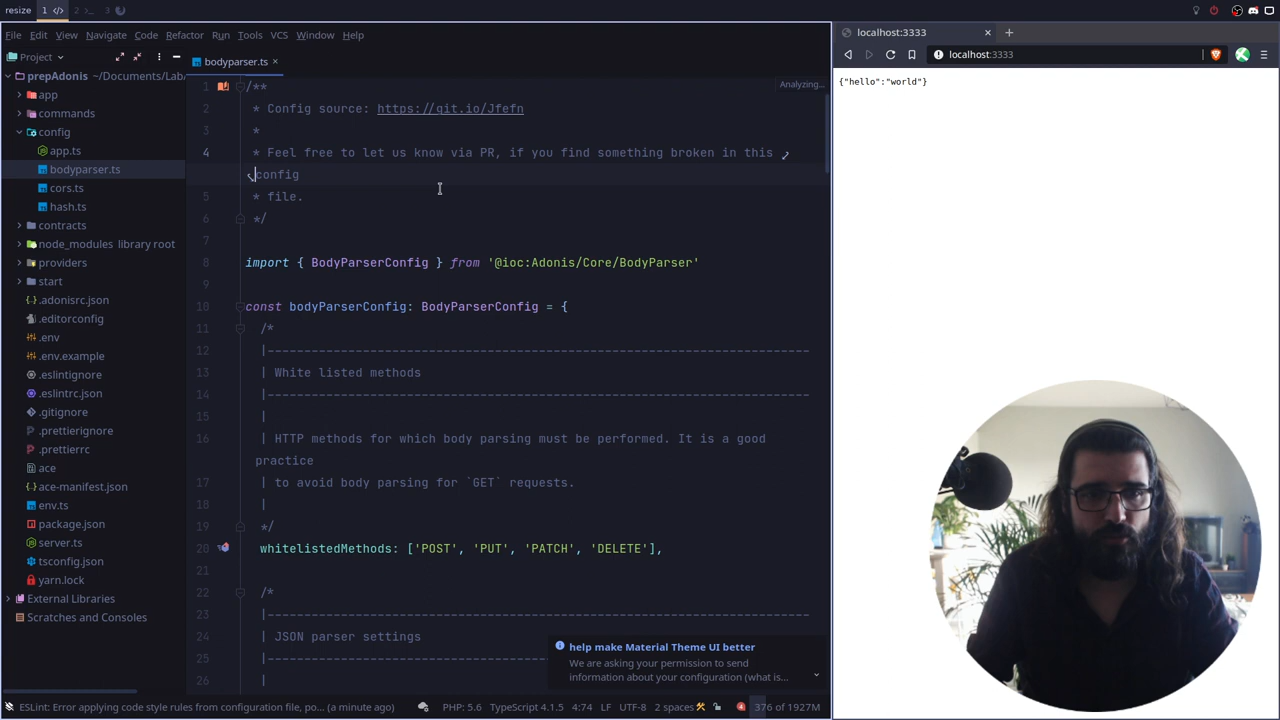 resize 1 </> 2 >_ 3
File Edit View Navigate Code Refactor Run Tools VCS Window Help
Project
bodyparser.ts
prepAdonis ~/Documents/Lab/
app
commands
config
app.ts
bodyparser.ts
cors.ts
hash.ts
contracts
node_modules library root
providers
start
.adonisrc.json
.editorconfig
.env
.env.example
.eslintignore
.eslintrc.json
.gitignore
.prettierignore
.prettierrc
ace
ace-manifest.json
env.ts
package.json
server.ts
tsconfig.json
yarn.lock
External Libraries
Scratches and Consoles
Analyzing...
1 /**
2 * Config source: https://git.io/Jfefn
3 *
4 * Feel free to let us know via PR, if you find something broken in this
config
5 * file.
6 */
7
8 import { BodyParserConfig } from '@ioc:Adonis/Core/BodyParser'
9
10 const bodyParserConfig: BodyParserConfig = {
11 /*
12 |--------------------------------------------------------------------------
13 | White listed methods
14 |--------------------------------------------------------------------------
15 |
16 | HTTP methods for which body parsing must be performed. It is a good
practice
17 | to avoid body parsing for `GET` requests.
18 |
19 */
20 whitelistedMethods: ['POST', 'PUT', 'PATCH', 'DELETE'],
21
22 /*
23 |--------------------------------------------------------------------------
24 | JSON parser settings
25 |--------------------------------------
26 |
help make Material Theme UI better
We are asking your permission to send
information about your configuration (what is...
ESLint: Error applying code style rules from configuration file, po... (a minute ago)
PHP: 5.6 TypeScript 4.1.5 4:74 LF UTF-8 2 spaces 376 of 1927M
localhost:3333
localhost:3333
{"hello":"world"}